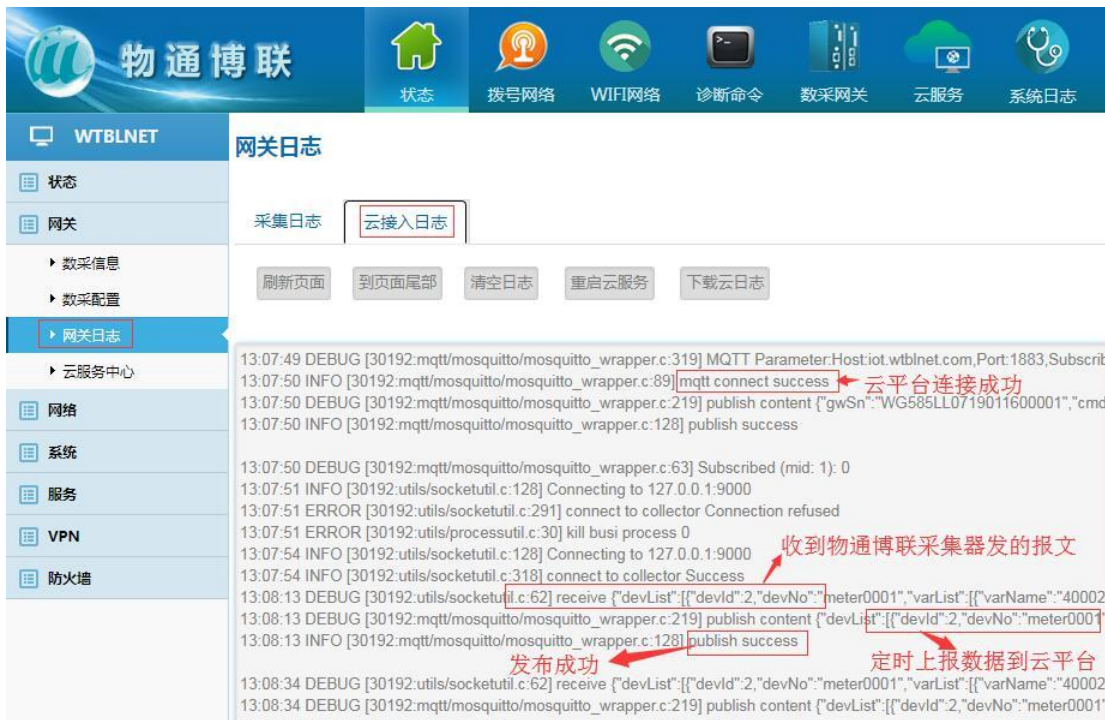 物通博联
状态 拨号网络 WIFI网络 诊断命令 数采网关 云服务 系统日志
WTBLNET
状态
网关
数采信息
数采配置
网关日志
云服务中心
网络
系统
服务
VPN
防火墙
网关日志
采集日志 云接入日志
刷新页面 到页面尾部 清空日志 重启云服务 下载云日志
13:07:49 DEBUG [30192:mqtt/mosquitto/mosquitto_wrapper.c:319] MQTT Parameter:Host:iot.wtblnet.com,Port:1883,Subscrib
13:07:50 INFO [30192:mqtt/mosquitto/mosquitto_wrapper.c:89] mqtt connect success 云平台连接成功
13:07:50 DEBUG [30192:mqtt/mosquitto/mosquitto_wrapper.c:219] publish content {"gwSn":"WG585LL0719011600001","cmd
13:07:50 INFO [30192:mqtt/mosquitto/mosquitto_wrapper.c:128] publish success
13:07:50 DEBUG [30192:mqtt/mosquitto/mosquitto_wrapper.c:63] Subscribed (mid: 1): 0
13:07:51 INFO [30192:utils/socketutil.c:128] Connecting to 127.0.0.1:9000
13:07:51 ERROR [30192:utils/socketutil.c:291] connect to collector Connection refused
13:07:51 ERROR [30192:utils/processutil.c:30] kill busi process 0
收到物通博联采集器发的报文
13:07:54 INFO [30192:utils/socketutil.c:128] Connecting to 127.0.0.1:9000
13:07:54 INFO [30192:utils/socketutil.c:318] connect to collector Success
13:08:13 DEBUG [30192:utils/socketutil.c:62] receive {"devList":[{"devId":2,"devNo":"meter0001","varList":[{"varName":"40002
13:08:13 DEBUG [30192:mqtt/mosquitto/mosquitto_wrapper.c:219] publish content {"devList":[{"devId":2,"devNo":"meter0001"
13:08:13 INFO [30192:mqtt/mosquitto/mosquitto_wrapper.c:128] publish success
发布成功 定时上报数据到云平台
13:08:34 DEBUG [30192:utils/socketutil.c:62] receive {"devList":[{"devId":2,"devNo":"meter0001","varList":[{"varName":"40002
13:08:34 DEBUG [30192:mqtt/mosquitto/mosquitto_wrapper.c:219] publish content {"devList":[{"devId":2,"devNo":"meter0001"